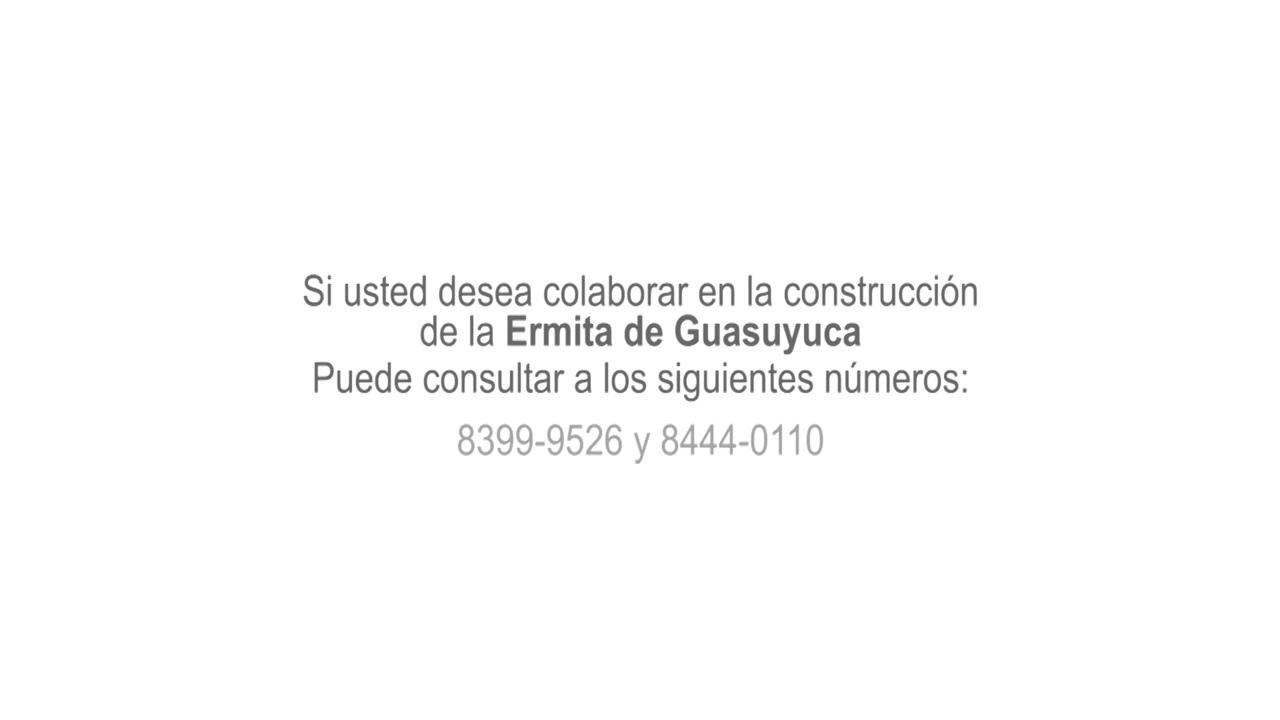 Si usted desea colaborar en la construcción
de la Ermita de Guasuyuca
Puede consultar a los siguientes números:
8399-9526 y 8444-0110